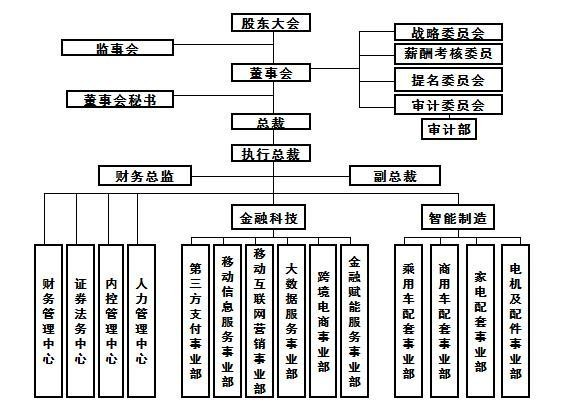 股东大会
监事会
董事会
战略委员会
薪酬考核委员
提名委员会
审计委员会
审计部
董事会秘书
总裁
执行总裁
财务总监
副总裁
金融科技
智能制造
财务管理中心
证券法务中心
内控管理中心
人力管理中心
第三方支付事业部
移动信息服务事业部
移动互联网营销事业部
大数据服务事业部
跨境电商事业部
金融赋能服务事业部
乘用车配套事业部
商用车配套事业部
家电配套事业部
电机及配件事业部